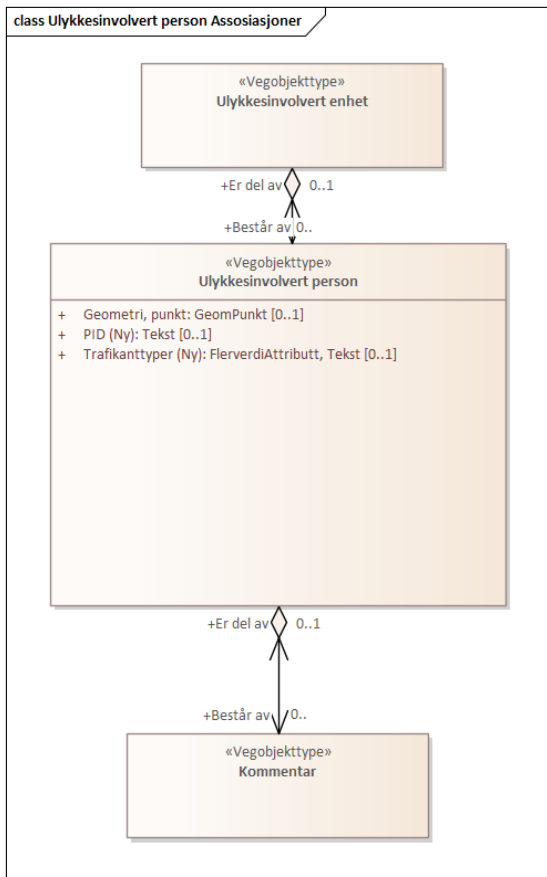 class Ulykkesinvolvert person Assosiasjoner
«Vegobjekttype»
Ulykkesinvolvert enhet
+Er del av 0..1
+Består av 0..
«Vegobjekttype»
Ulykkesinvolvert person
+ Geometri, punkt: GeomPunkt [0..1]
+ PID (Ny): Tekst [0..1]
+ Trafikanttyper (Ny): FlerverdiAttributt, Tekst [0..1]
+Er del av 0..1
+Består av 0..
«Vegobjekttype»
Kommentar